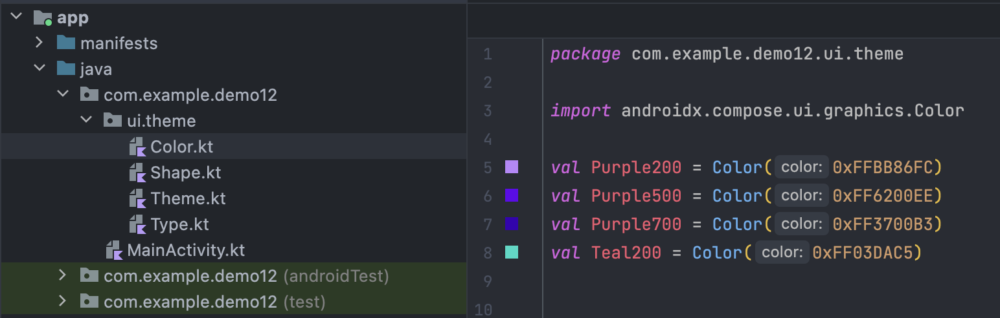 app
manifests
java
com.example.demo12
ui.theme
Color.kt
Shape.kt
Theme.kt
Type.kt
MainActivity.kt
com.example.demo12 (androidTest)
com.example.demo12 (test)
1 package com.example.demo12.ui.theme
2
3 import androidx.compose.ui.graphics.Color
4
5 val Purple200 = Color( color: 0xFFBB86FC)
6 val Purple500 = Color( color: 0xFF6200EE)
7 val Purple700 = Color( color: 0xFF3700B3)
8 val Teal200 = Color( color: 0xFF03DAC5)
9
10